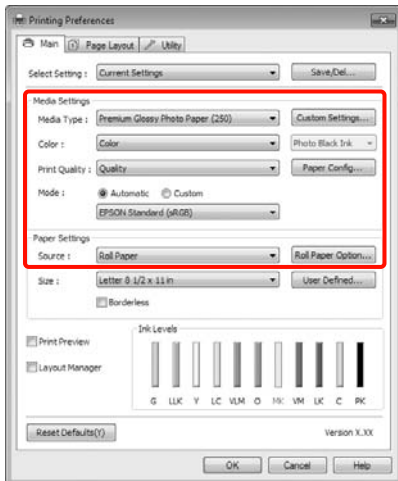 Printing Preferences
Main Page Layout Utility
Select Setting : Current Settings Save/Del...
Media Settings
Media Type : Premium Glossy Photo Paper (250) Custom Settings...
Color : Color Photo Black Ink
Print Quality : Quality Paper Config...
Mode : Automatic Custom
EPSON Standard (sRGB)
Paper Settings
Source : Roll Paper Roll Paper Option...
Size : Letter 8 1/2 x 11 in User Defined...
Borderless
Print Preview
Layout Manager
Ink Levels
G LLK Y LC VLM O MK VM LK C PK
Reset Defaults(Y) Version X.XX
OK Cancel Help